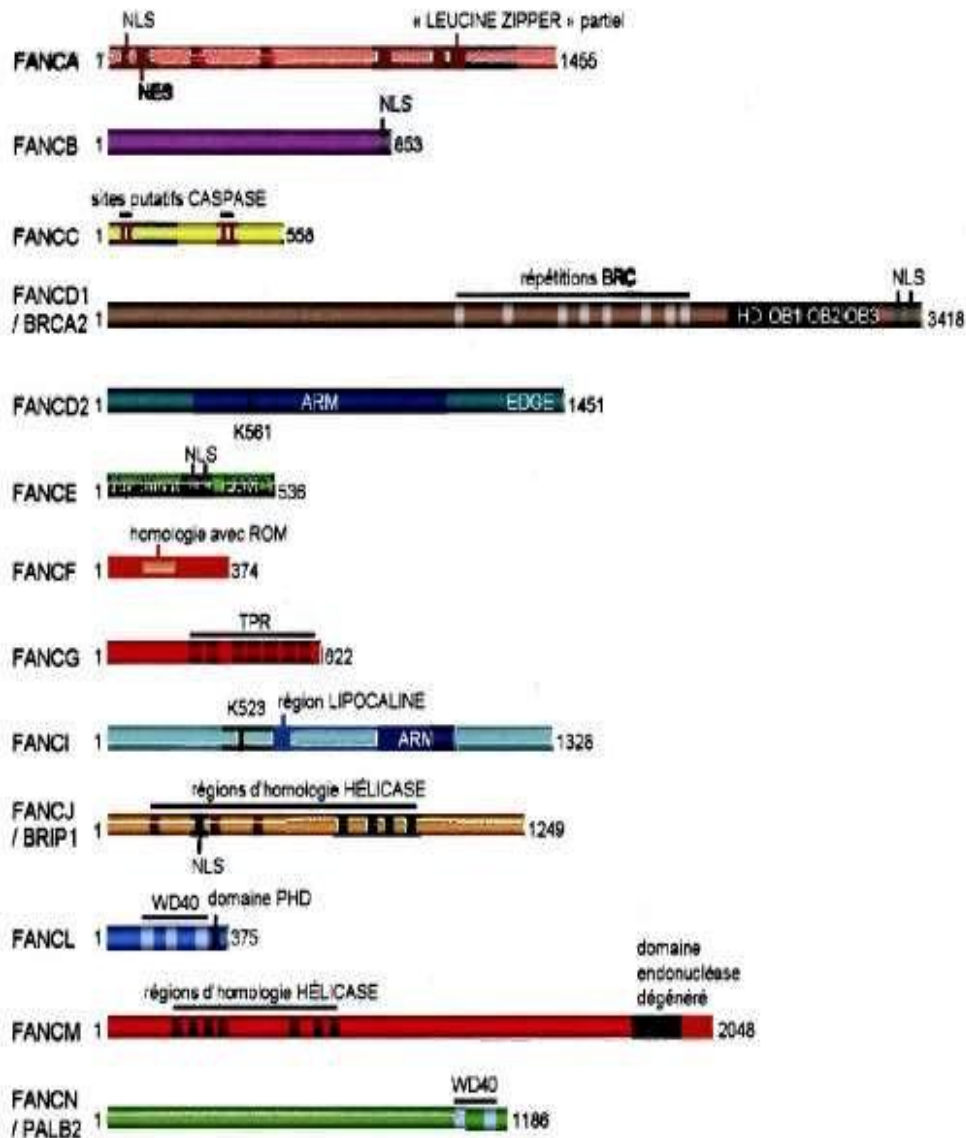 NLS
« LEUCINE ZIPPER » partiel
FANCA 1 1455
NES
NLS
FANCB 1 853
sites putatifs CASPASE
FANCC 1 558
répétitions BRC NLS
FANCD1
/ BRCA2 1 HD OB1 OB2 OB3 3418
FANCD2 1 ARM EDGE 1451
K561
NLS
FANCE 1 536
homologie avec ROM
FANCF 1 374
TPR
FANCG 1 622
K523 région LIPOCALINE
FANCI 1 ARM 1328
régions d'homologie HÉLICASE
FANCJ
/ BRIP1 1 1249
NLS
WD40 domaine PHD
FANCL 1 375
domaine
endonucléase
dégénéré
régions d'homologie HÉLICASE
FANCM 1 2048
WD40
FANCN
/ PALB2 1 1186